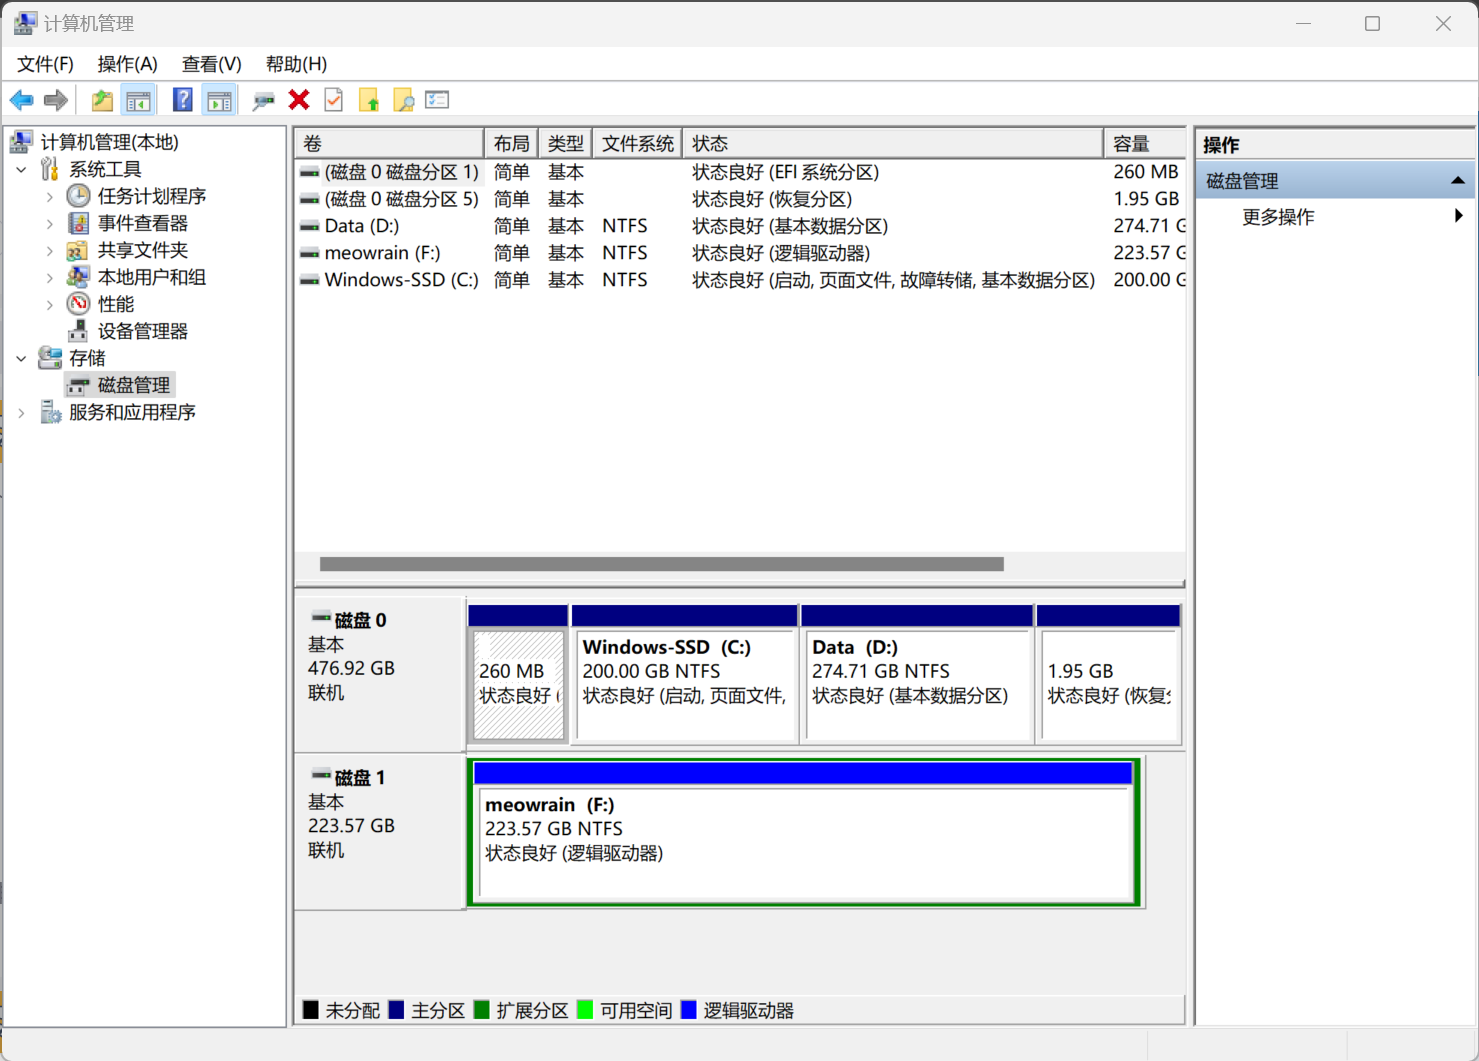 计算机管理
文件(F) 操作(A) 查看(V) 帮助(H)
计算机管理(本地)
系统工具
任务计划程序
事件查看器
共享文件夹
本地用户和组
性能
设备管理器
存储
磁盘管理
服务和应用程序
卷 布局 类型 文件系统 状态 容量
(磁盘 0 磁盘分区 1) 简单 基本 状态良好 (EFI 系统分区) 260 MB
(磁盘 0 磁盘分区 5) 简单 基本 状态良好 (恢复分区) 1.95 GB
Data (D:) 简单 基本 NTFS 状态良好 (基本数据分区) 274.71 G
meowrain (F:) 简单 基本 NTFS 状态良好 (逻辑驱动器) 223.57 G
Windows-SSD (C:) 简单 基本 NTFS 状态良好 (启动, 页面文件, 故障转储, 基本数据分区) 200.00 G
磁盘 0
基本
476.92 GB
联机
260 MB
状态良好 (
Windows-SSD (C:)
200.00 GB NTFS
状态良好 (启动, 页面文件,
Data (D:)
274.71 GB NTFS
状态良好 (基本数据分区)
1.95 GB
状态良好 (恢复
磁盘 1
基本
223.57 GB
联机
meowrain (F:)
223.57 GB NTFS
状态良好 (逻辑驱动器)
未分配 主分区 扩展分区 可用空间 逻辑驱动器
操作
磁盘管理
更多操作